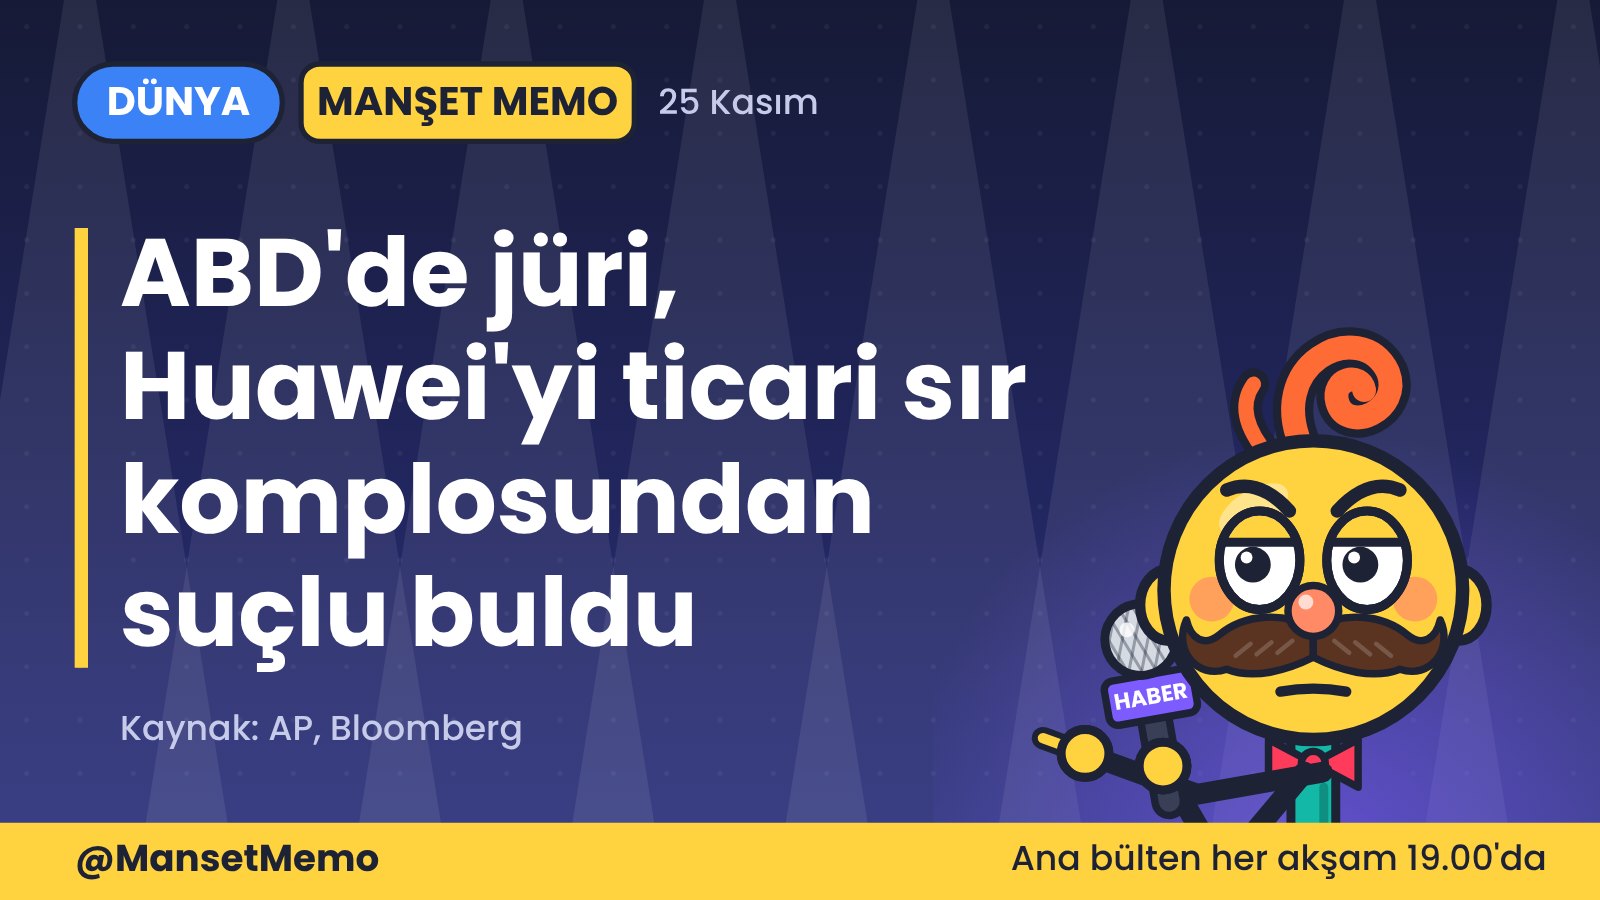 DÜNYA MANŞET MEMO 25 Kasım
ABD'de jüri,
Huawei'yi ticari sır
komplosundan
suçlu buldu
Kaynak: AP, Bloomberg
HABER
@MansetMemo Ana bülten her akşam 19.00'da